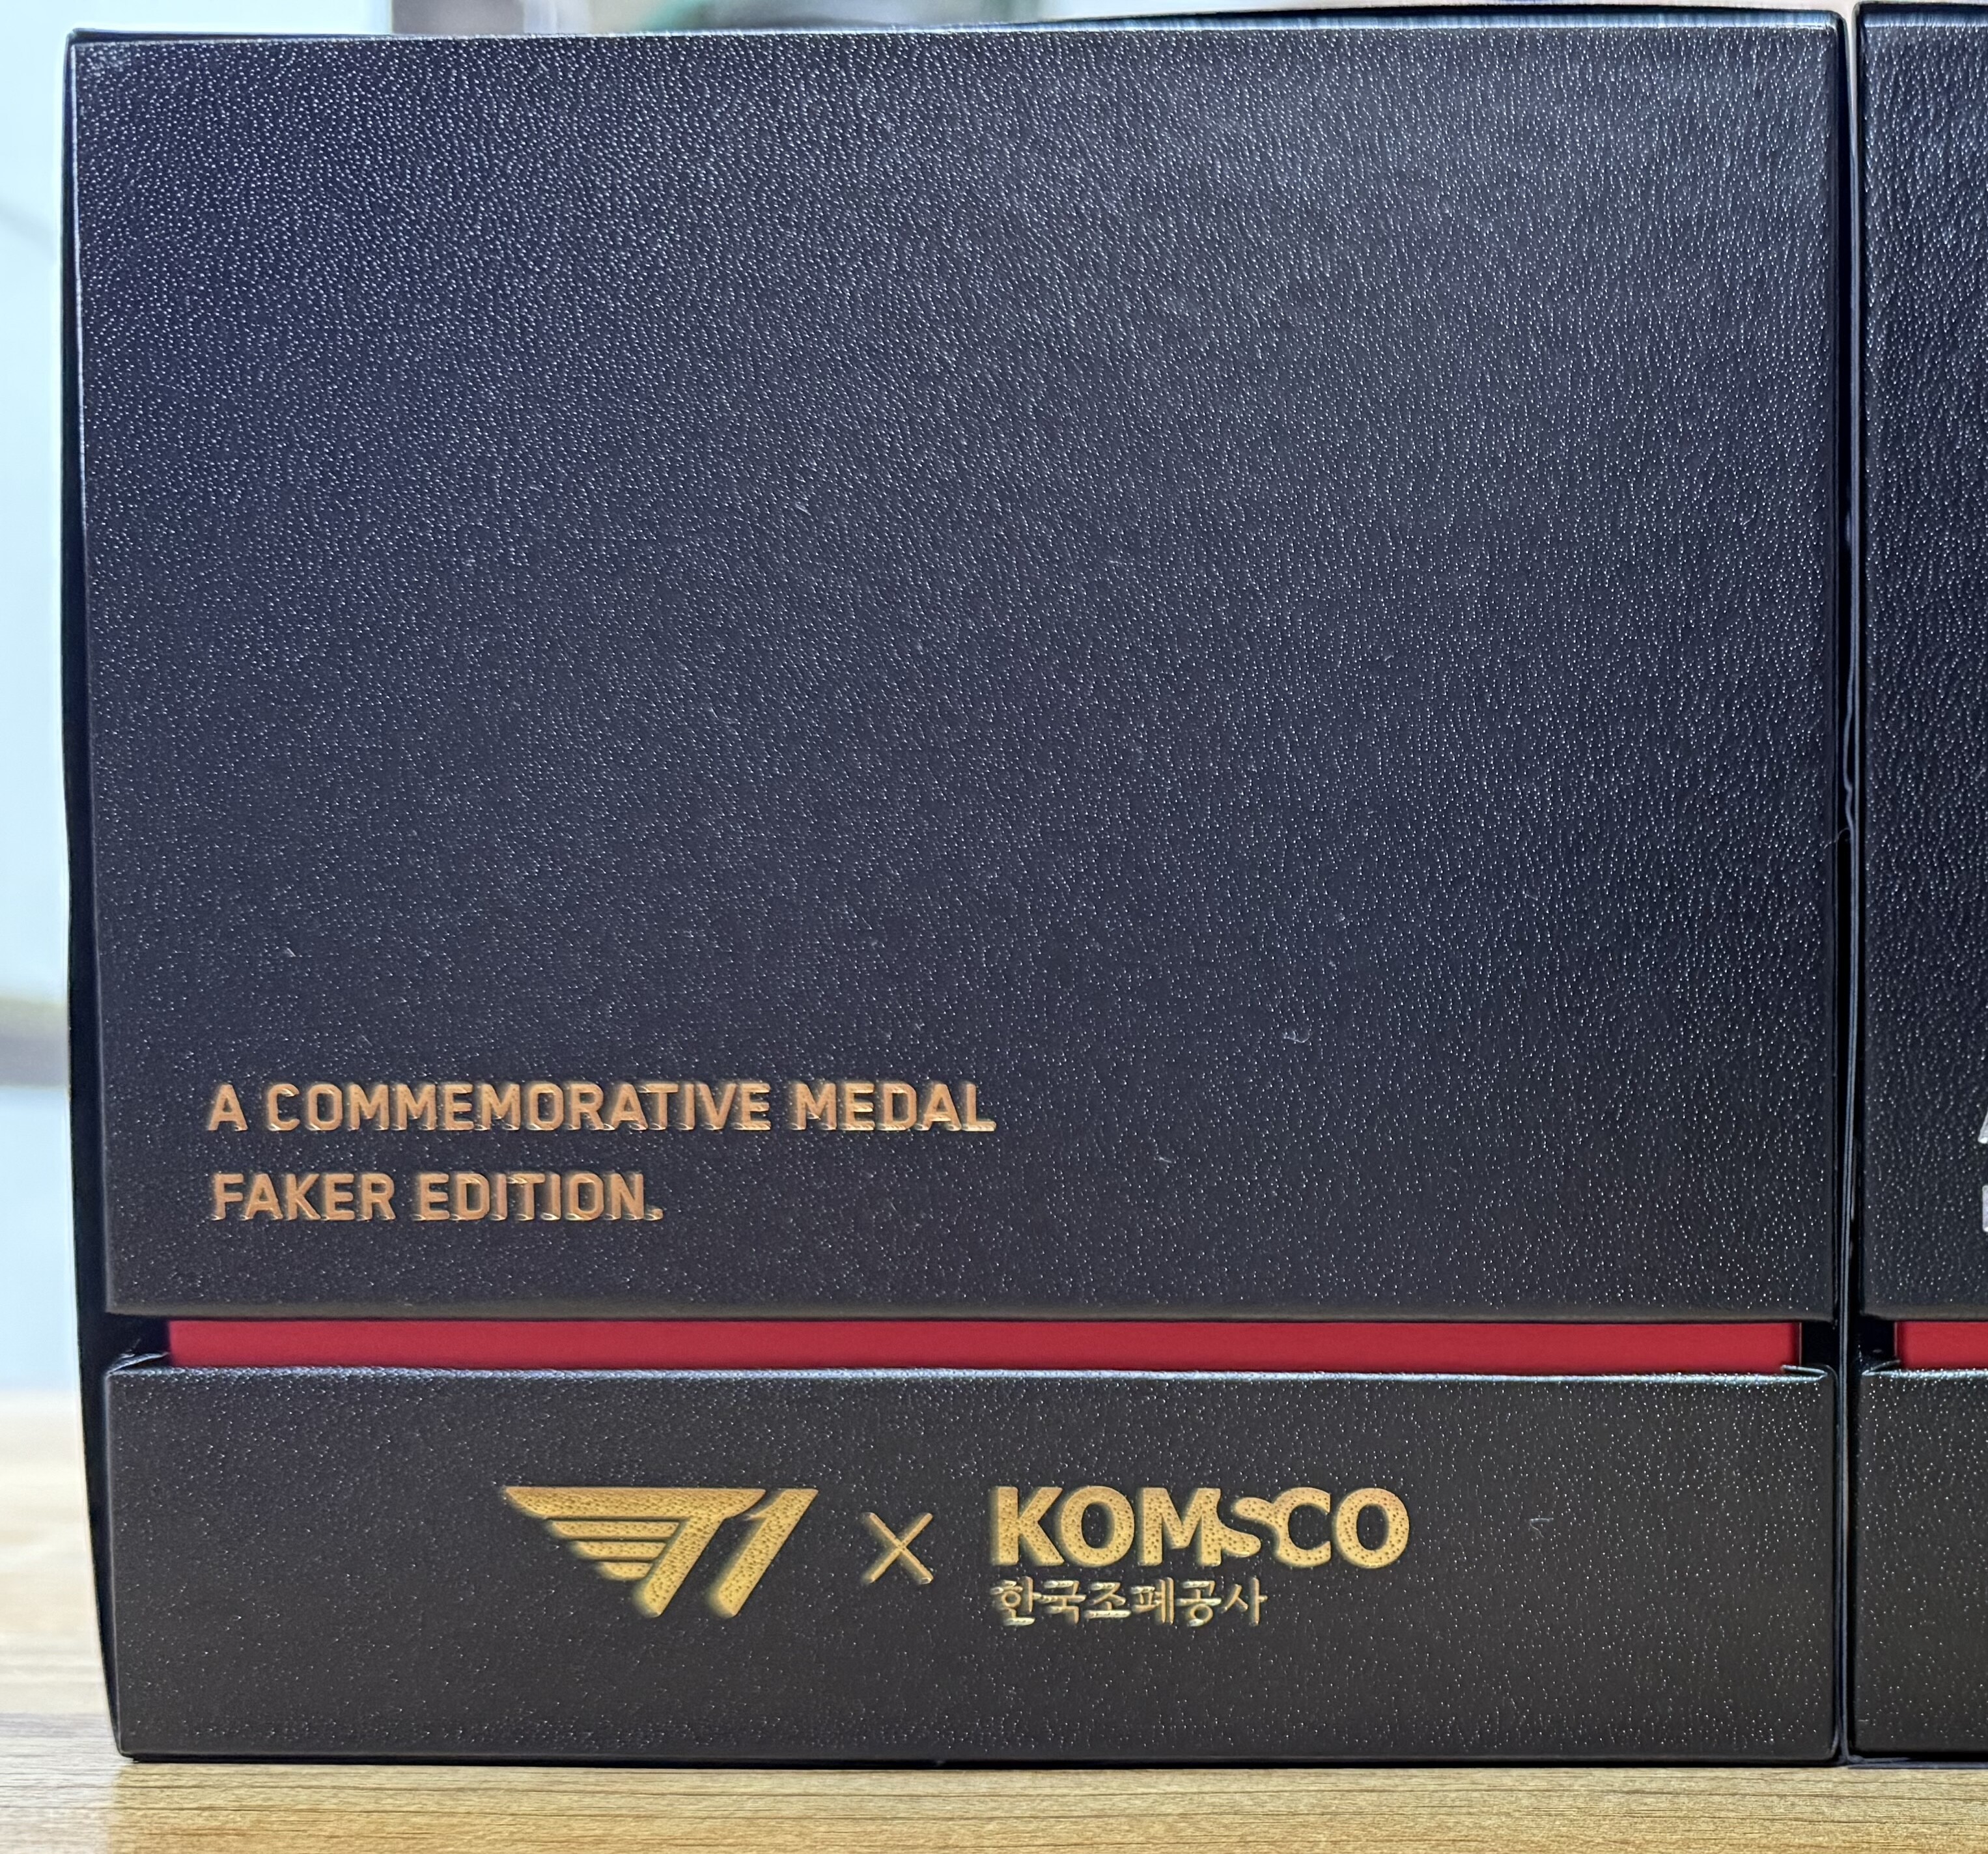 A COMMEMORATIVE MEDAL
FAKER EDITION.
T1 × KOMSCO
한국조폐공사